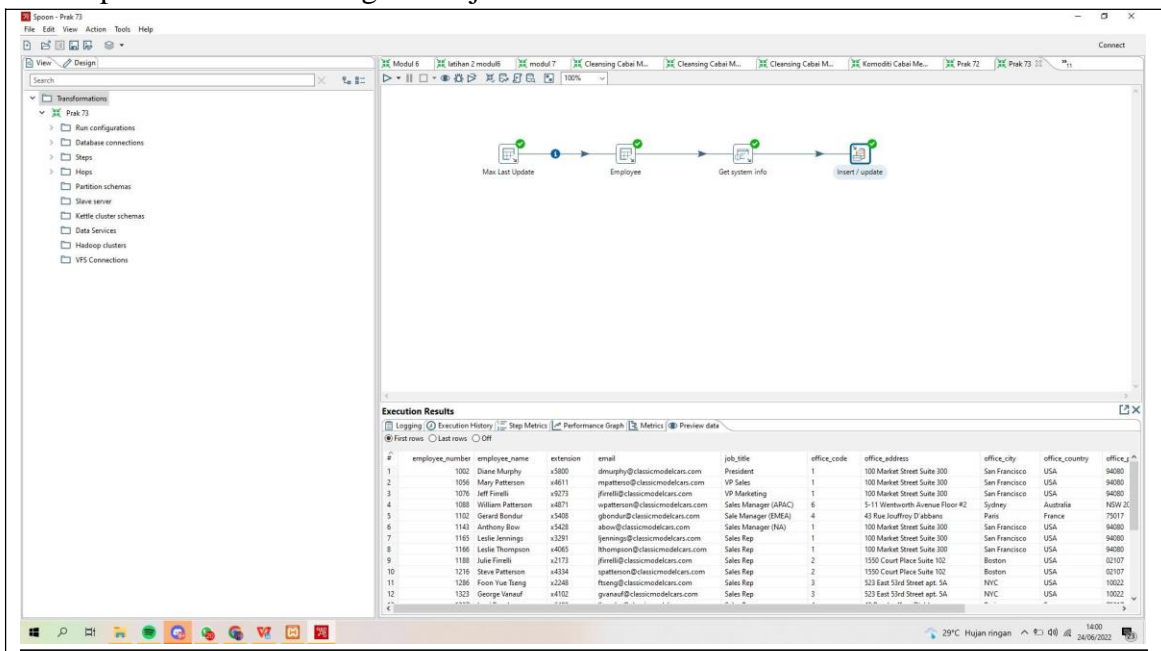 Spoon - Prak 73
File Edit View Action Tools Help
Connect
View Design
Search
Transformations
Prak 73
Run configurations
Database connections
Steps
Hops
Partition schemas
Slave server
Kettle cluster schemas
Data Services
Hadoop clusters
VFS Connections
Modul 6 latihan 2 modul6 modul 7 Cleansing Cabai M... Cleansing Cabai M... Cleansing Cabai M... Komoditi Cabai Me... Prak 72 Prak 73 11
100%
Max Last Update Employee Get system info Insert / update
Execution Results
Logging Execution History Step Metrics Performance Graph Metrics Preview data
First rows Last rows Off
# employee_number employee_name extension email job_title office_code office_address office_city office_country
1 1002 Diane Murphy x5800 dmurphy@classicmodelcars.com President 1 100 Market Street Suite 300 San Francisco USA 94080
2 1056 Mary Patterson x4611 mpatterso@classicmodelcars.com VP Sales 1 100 Market Street Suite 300 San Francisco USA 94080
3 1076 Jeff Firrelli x9273 jfirrelli@classicmodelcars.com VP Marketing 1 100 Market Street Suite 300 San Francisco USA 94080
4 1088 William Patterson x4871 wpatterson@classicmodelcars.com Sales Manager (APAC) 6 5-11 Wentworth Avenue Floor #2 Sydney Australia NSW 20
5 1102 Gerard Bondur x5408 gbondur@classicmodelcars.com Sale Manager (EMEA) 4 43 Rue Jouffroy D'abbans Paris France 75017
6 1143 Anthony Bow x5428 abow@classicmodelcars.com Sales Manager (NA) 1 100 Market Street Suite 300 San Francisco USA 94080
7 1165 Leslie Jennings x3291 ljennings@classicmodelcars.com Sales Rep 1 100 Market Street Suite 300 San Francisco USA 94080
8 1166 Leslie Thompson x4065 lthompson@classicmodelcars.com Sales Rep 1 100 Market Street Suite 300 San Francisco USA 94080
9 1188 Julie Firrelli x2173 jfirrelli@classicmodelcars.com Sales Rep 2 1550 Court Place Suite 102 Boston USA 02107
10 1216 Steve Patterson x4334 spatterson@classicmodelcars.com Sales Rep 2 1550 Court Place Suite 102 Boston USA 02107
11 1286 Foon Yue Tseng x2248 ftseng@classicmodelcars.com Sales Rep 3 523 East 53rd Street apt. 5A NYC USA 10022
12 1323 George Vanauf x4102 gvanauf@classicmodelcars.com Sales Rep 3 523 East 53rd Street apt. 5A NYC USA 10022
29°C Hujan ringan 14:00
24/06/2022